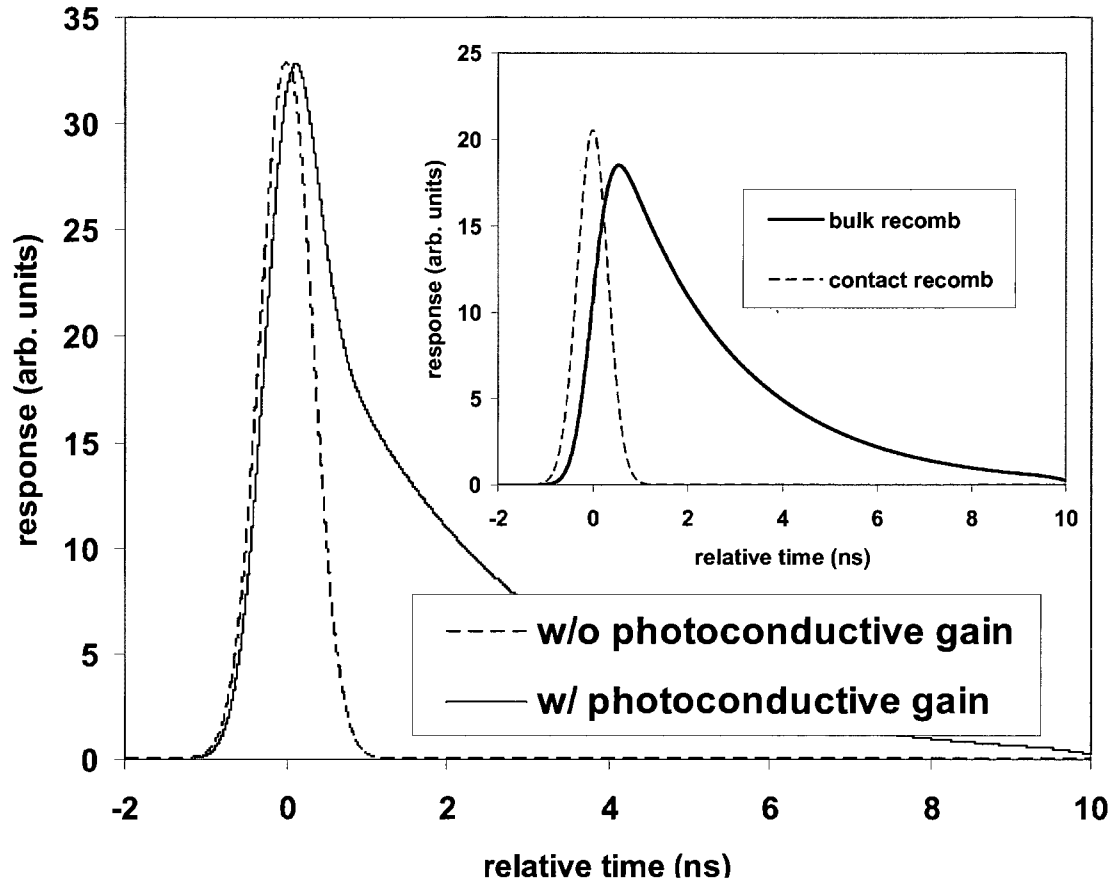 35
30
25
20
15
10
5
0
-2 0 2 4 6 8 10
response (arb. units)
relative time (ns)
25
20
15
10
5
0
-2 0 2 4 6 8 10
response (arb. units)
relative time (ns)
bulk recomb
contact recomb
w/o photoconductive gain
w/ photoconductive gain